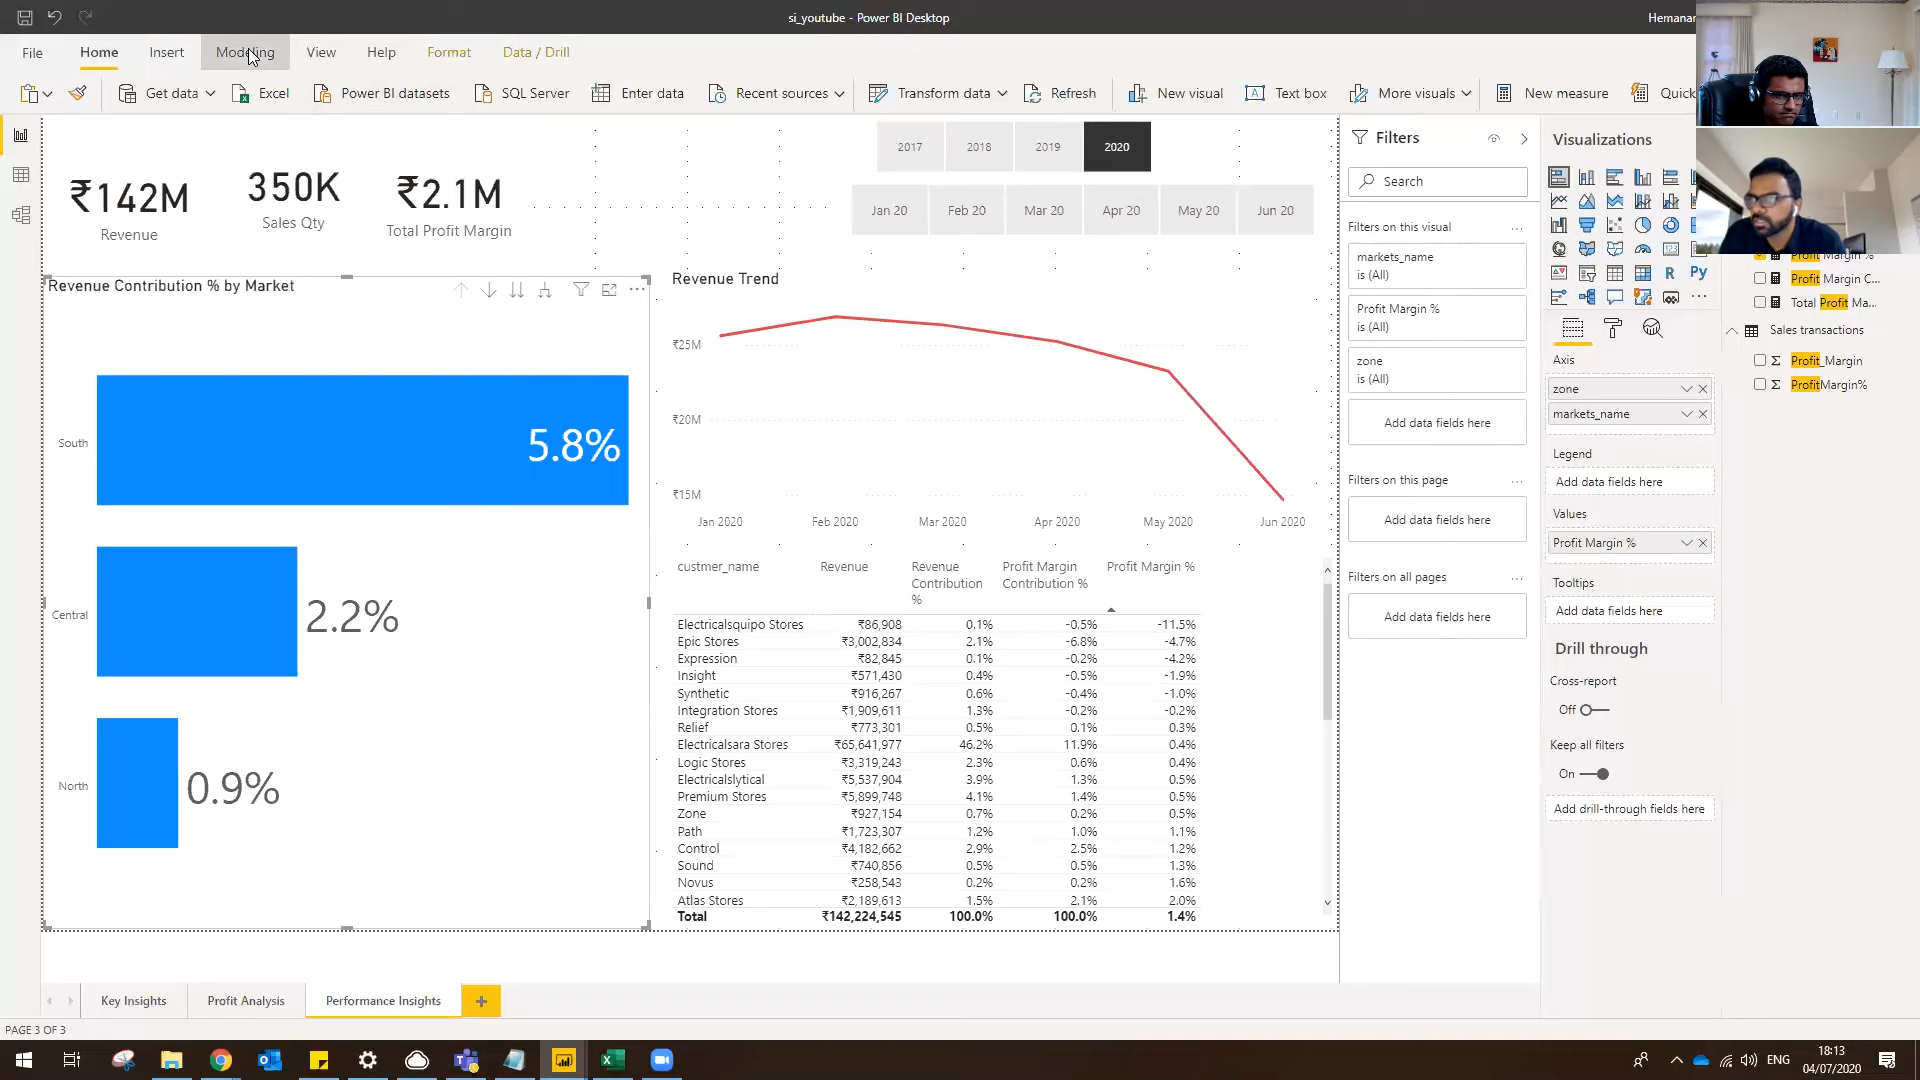 si_youtube - Power BI Desktop
Hemanan
File Home Insert Modeling View Help Format Data / Drill
Get data Excel Power BI datasets SQL Server Enter data Recent sources Transform data Refresh New visual Text box More visuals New measure Quick
₹142M
Revenue
350K
Sales Qty
₹2.1M
Total Profit Margin
2017 2018 2019 2020
Jan 20 Feb 20 Mar 20 Apr 20 May 20 Jun 20
Revenue Contribution % by Market
South 5.8%
Central 2.2%
North 0.9%
Revenue Trend
₹25M
₹20M
₹15M
Jan 2020 Feb 2020 Mar 2020 Apr 2020 May 2020 Jun 2020
custmer_name Revenue Revenue Contribution % Profit Margin Contribution % Profit Margin %
Electricalsquipo Stores ₹86,908 0.1% -0.5% -11.5%
Epic Stores ₹3,002,834 2.1% -6.8% -4.7%
Expression ₹82,845 0.1% -0.2% -4.2%
Insight ₹571,430 0.4% -0.5% -1.9%
Synthetic ₹916,267 0.6% -0.4% -1.0%
Integration Stores ₹1,909,611 1.3% -0.2% -0.2%
Relief ₹773,301 0.5% 0.1% 0.3%
Electricalsara Stores ₹65,641,977 46.2% 11.9% 0.4%
Logic Stores ₹3,319,243 2.3% 0.6% 0.4%
Electricalslytical ₹5,537,904 3.9% 1.3% 0.5%
Premium Stores ₹5,899,748 4.1% 1.4% 0.5%
Zone ₹927,154 0.7% 0.2% 0.5%
Path ₹1,723,307 1.2% 1.0% 1.1%
Control ₹4,182,662 2.9% 2.5% 1.2%
Sound ₹740,856 0.5% 0.5% 1.3%
Novus ₹258,543 0.2% 0.2% 1.6%
Atlas Stores ₹2,189,613 1.5% 2.1% 2.0%
Total ₹142,224,545 100.0% 100.0% 1.4%
Filters
Search
Filters on this visual ...
markets_name
is (All)
Profit Margin %
is (All)
zone
is (All)
Add data fields here
Filters on this page ...
Add data fields here
Filters on all pages ...
Add data fields here
Visualizations
R Py
123
...
Axis
zone
markets_name
Legend
Add data fields here
Values
Profit Margin %
Tooltips
Add data fields here
Drill through
Cross-report
Off
Keep all filters
On
Add drill-through fields here
Profit Margin %
Profit Margin C...
Total Profit Ma...
Sales transactions
Σ Profit_Margin
Σ ProfitMargin%
Key Insights Profit Analysis Performance Insights +
PAGE 3 OF 3
ENG
18:13
04/07/2020